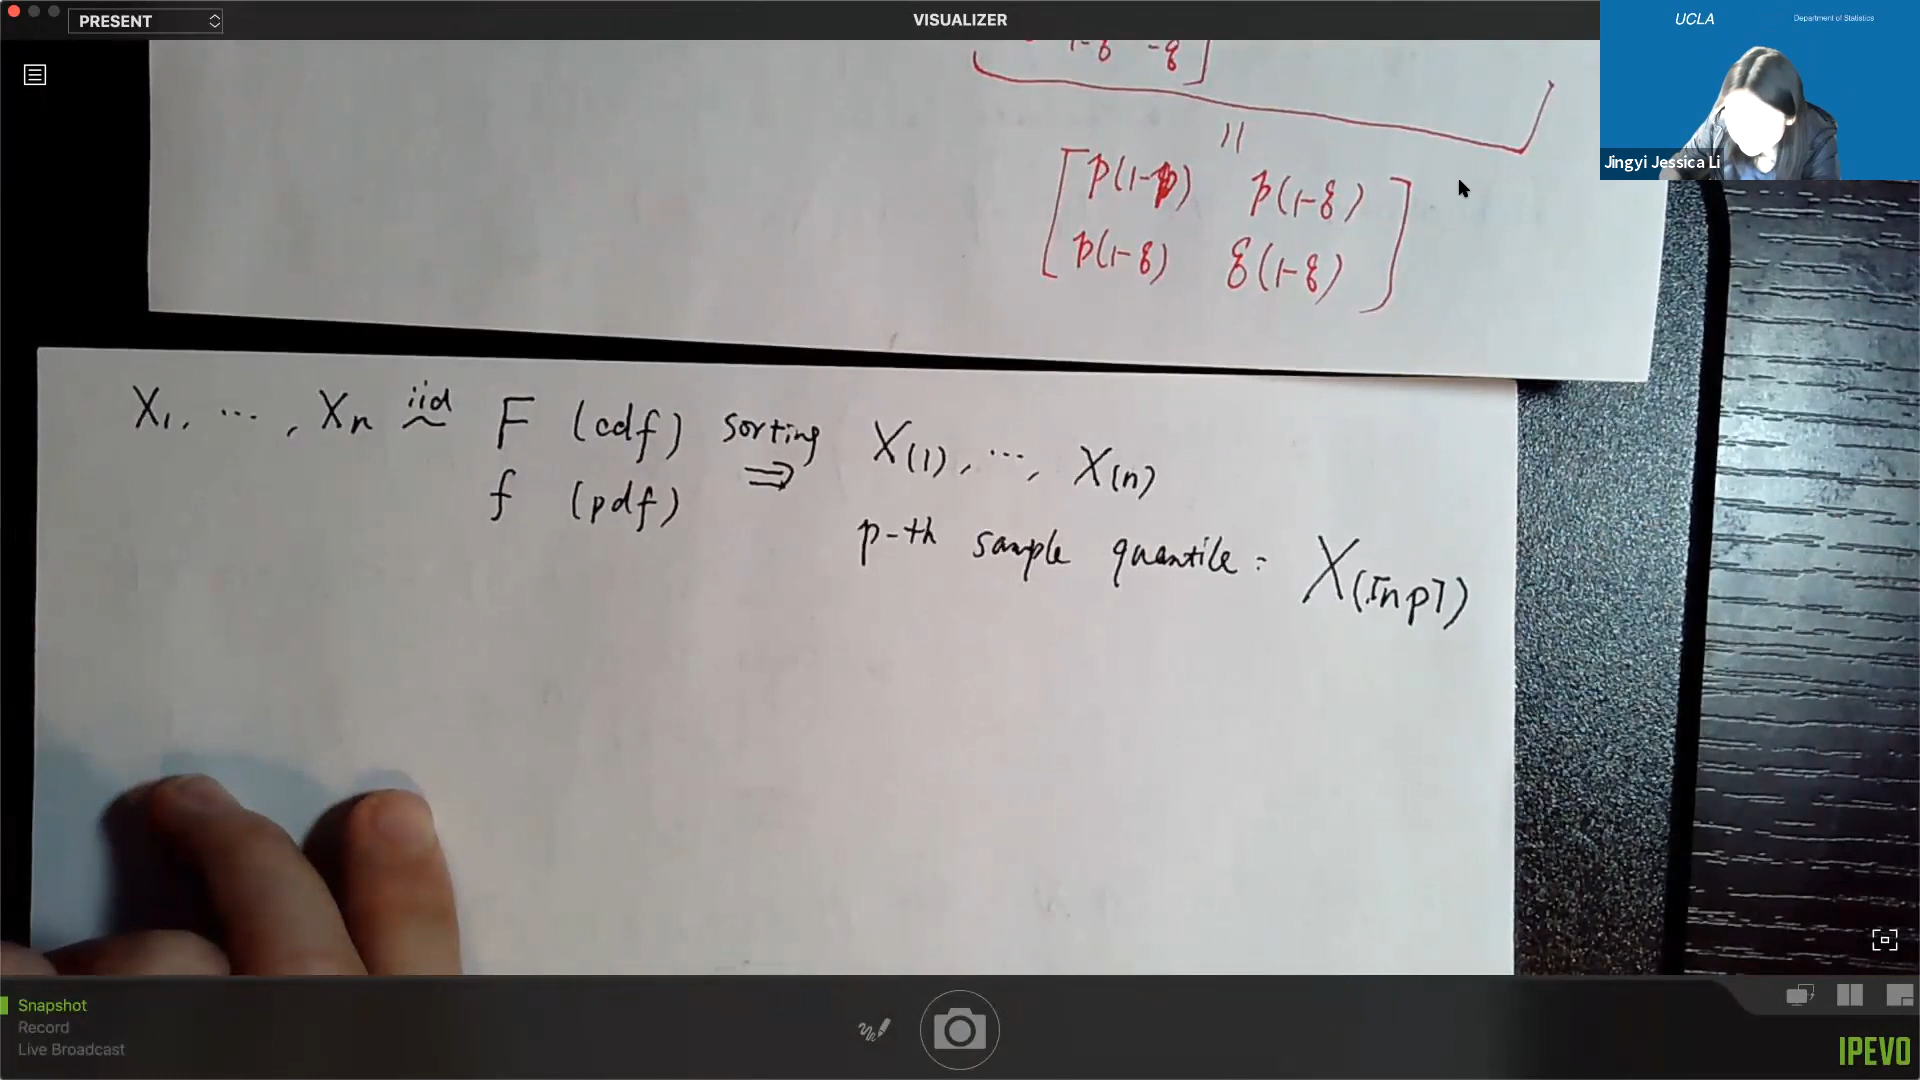 PRESENT
VISUALIZER
UCLA Department of Statistics
Jingyi Jessica Li
1-q -q ]
||
[ p(1-p) p(1-q) ]
[ p(1-q) q(1-q) ]
X₁, ⋯, Xₙ iid ~ F (cdf) sorting ⇒ X₍₁₎, ⋯, X₍ₙ₎
f (pdf)
p-th sample quantile: X(⌈np⌉)
Snapshot
Record
Live Broadcast
IPEVO